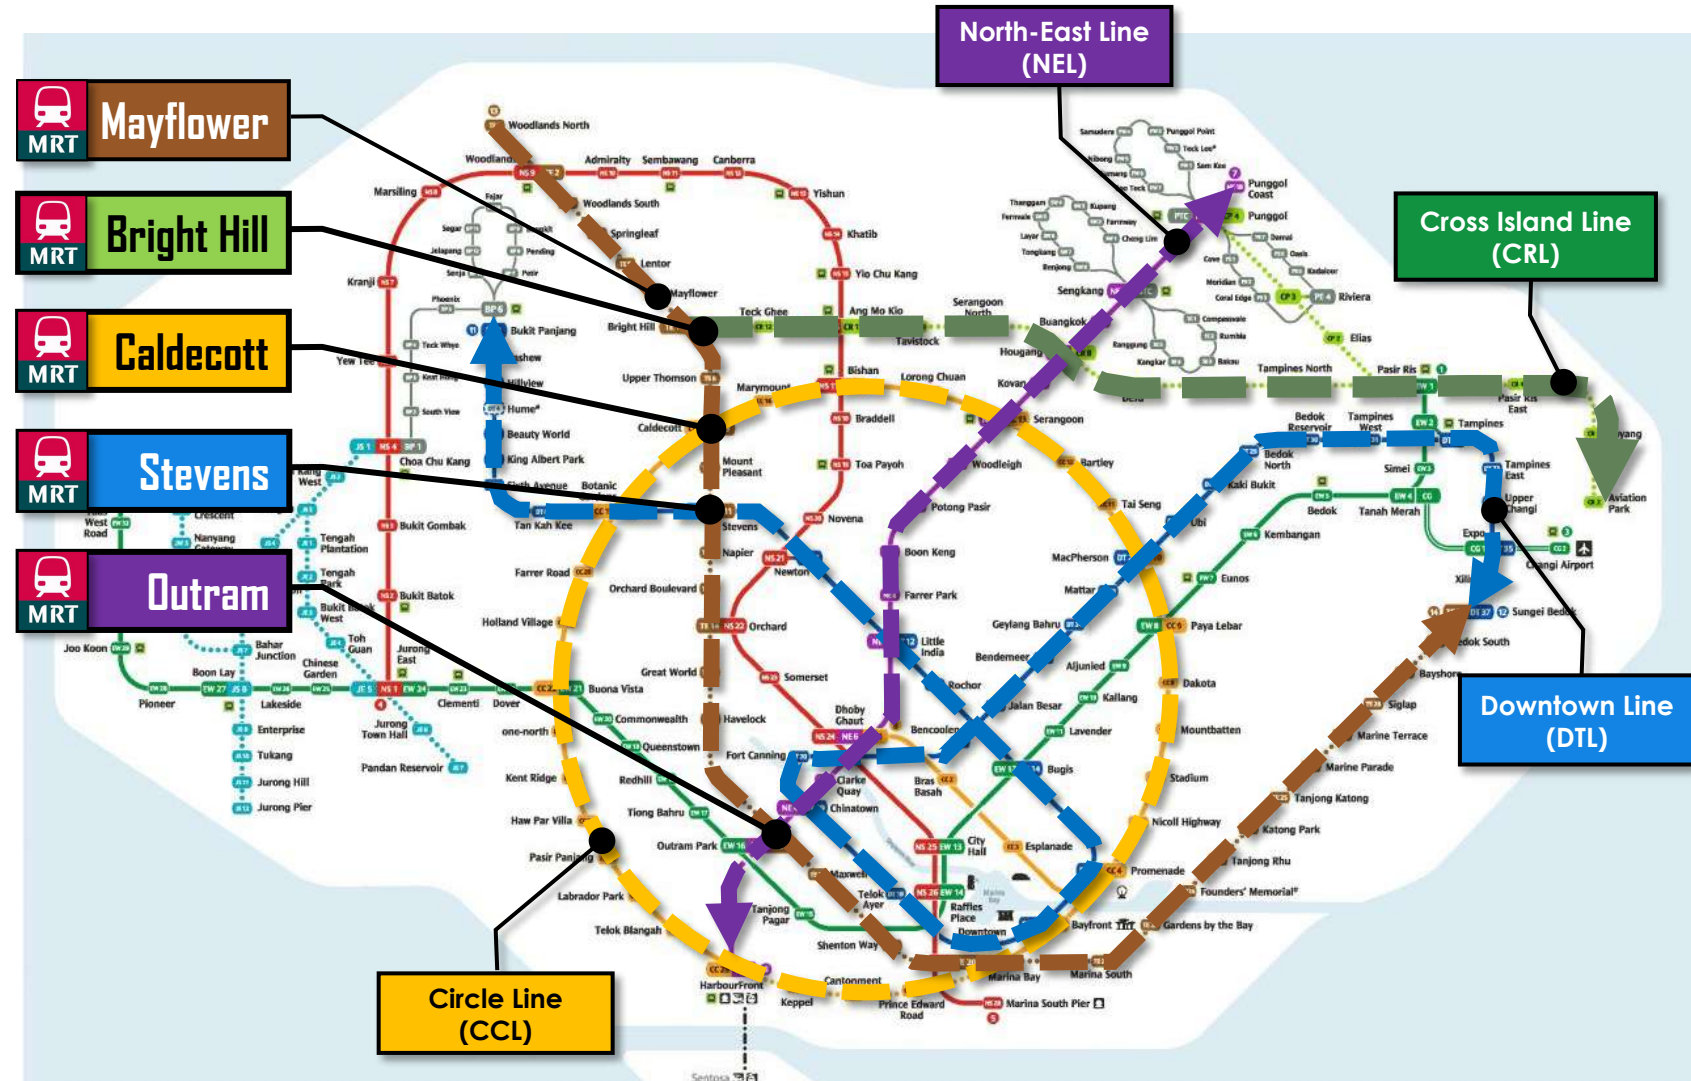 North-East Line
(NEL)
MRT
Mayflower
MRT
Bright Hill
MRT
Caldecott
MRT
Stevens
MRT
Outram
Cross Island Line
(CRL)
Downtown Line
(DTL)
Circle Line
(CCL)
Woodlands North
Admiralty
Sembawang
Canberra
Marsiling
Woodlands South
Yishun
Springleaf
Khatib
Lentor
Yio Chu Kang
Kranji
Mayflower
Bright Hill
Teck Ghee
Ang Mo Kio
Tavistock
Serangoon
North
Bukit Panjang
Phoenix
Teck Whye
South View
Fajar
Segar
Jelapang
Senja
Pending
Petir
Samudera
Punggol Point
Teck Lee*
Sam Kee
Punggol
Coast
Punggol
Thanggam
Fernvale
Layar
Tongkang
Renjong
Kupang
Farmway
Cheng Lim
Sengkang
Damai
Oasis
Kadaloor
Cove
Meridian
Coral Edge
Riviera
Compassvale
Rumbia
Bakau
Kangkar
Ranggung
Buangkok
Hougang
Kovan
Elias
Tampines North
Pasir Ris
Pasir Ris
East
Aviation
Park
Yew Tee
Hume*
Beauty World
King Albert Park
Sixth Avenue
Choa Chu Kang
Upper Thomson
Marymount
Bishan
Lorong Chuan
Serangoon
Caldecott
Braddell
Mount
Pleasant
Toa Payoh
Woodleigh
Bartley
Bedok
Reservoir
Tampines
West
Tampines
Bedok
North
Kaki Bukit
Simei
Tampines
East
Upper
Changi
Tan Kah Kee
Stevens
Novena
Potong Pasir
Tai Seng
Ubi
Bedok
Tanah Merah
Expo
Changi Airport
Bukit Gombak
Tengah
Plantation
Tengah
Park
Bukit Batok
Napier
Newton
Boon Keng
MacPherson
Kembangan
Farrer Road
Orchard Boulevard
Farrer Park
Mattar
Eunos
Sungei Bedok
Bedok South
Holland Village
Orchard
Little
India
Geylang Bahru
Paya Lebar
Joo Koon
Boon Lay
Bahar
Junction
Chinese
Garden
Toh
Guan
Jurong
East
Great World
Bendemeer
Aljunied
Bayshore
Pioneer
Lakeside
Clementi
Dover
Buona Vista
Somerset
Rochor
Kallang
Dakota
Siglap
Enterprise
Tukang
Jurong Hill
Jurong Pier
Jurong
Town Hall
Pandan Reservoir
Commonwealth
one-north
Queenstown
Havelock
Dhoby
Ghaut
Jalan Besar
Bencoolen
Lavender
Mountbatten
Marine Terrace
Fort Canning
Kent Ridge
Redhill
Clarke
Quay
Bras
Basah
Bugis
Stadium
Marine Parade
Tiong Bahru
Chinatown
Tanjong Katong
Haw Par Villa
Nicoll Highway
Katong Park
Outram Park
City
Hall
Esplanade
Pasir Panjang
Maxwell
Promenade
Tanjong Rhu
Labrador Park
Telok
Ayer
Raffles
Place
Founders' Memorial*
Telok Blangah
Tanjong
Pagar
Downtown
Bayfront
Gardens by the Bay
Shenton Way
Marina Bay
Marina South
HarbourFront
Keppel
Cantonment
Prince Edward
Road
Marina South Pier
Sentosa